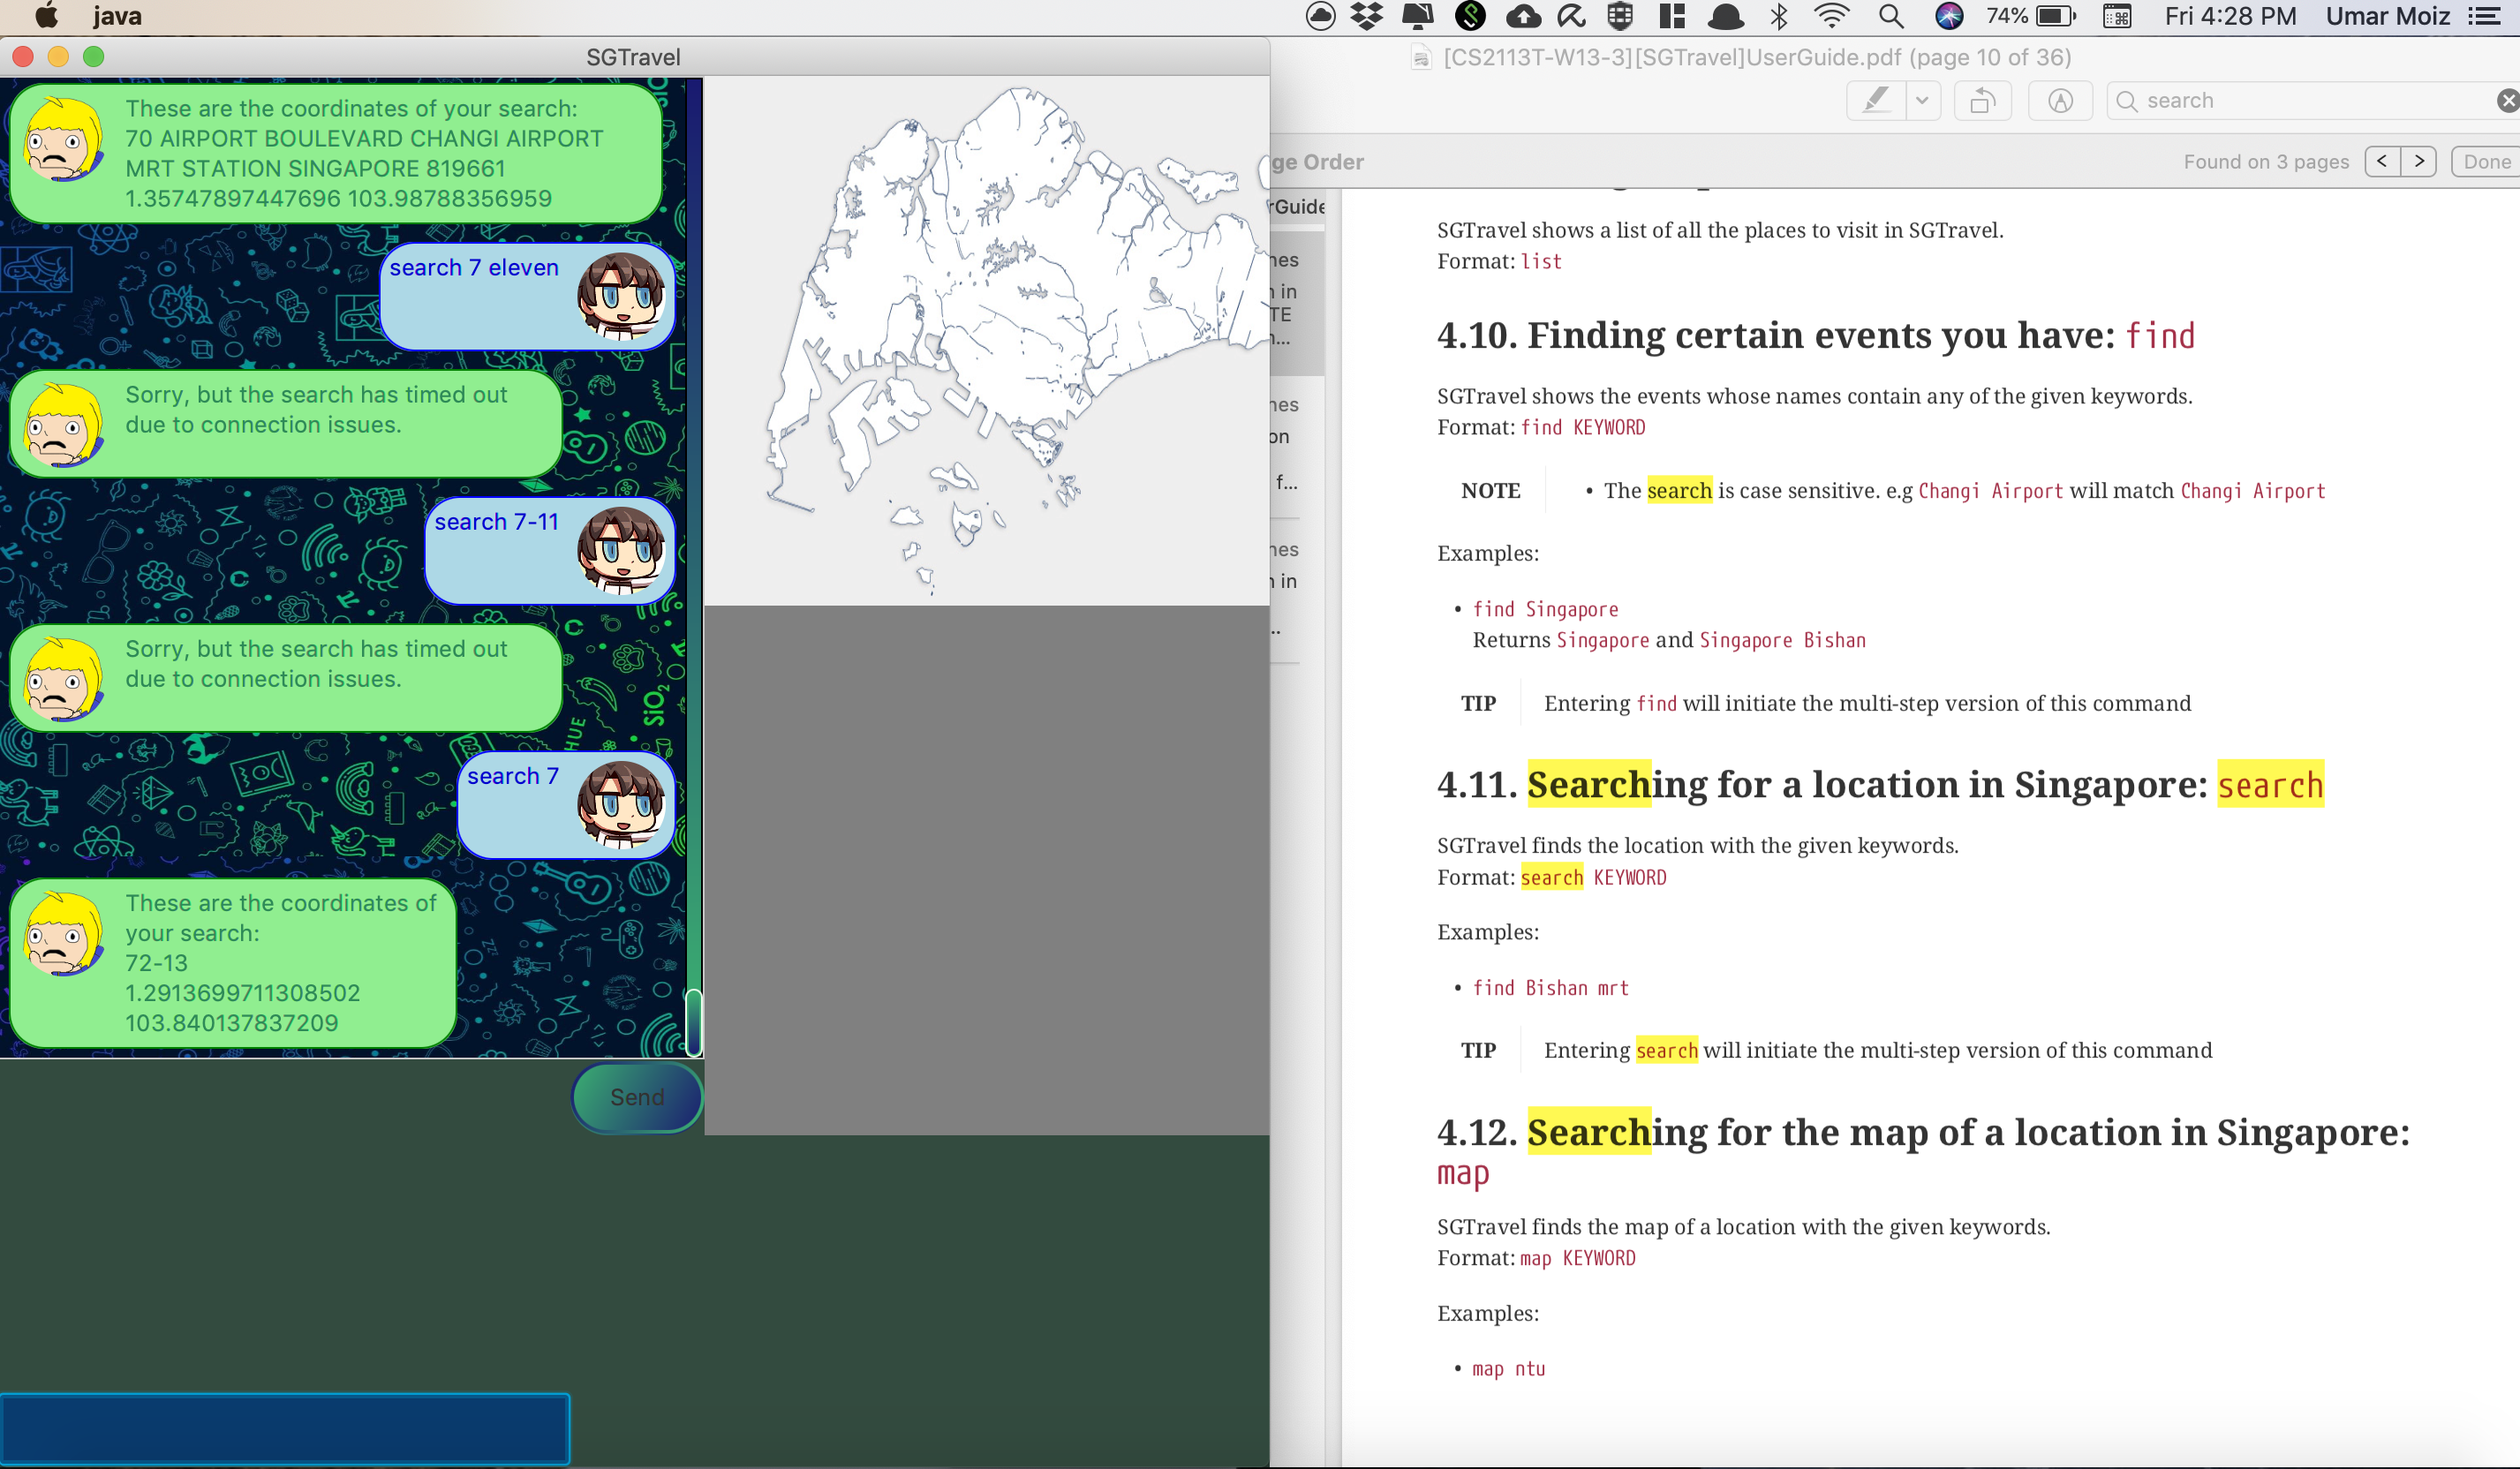 java
74%
Fri 4:28 PM
Umar Moiz
SGTravel
These are the coordinates of your search:
70 AIRPORT BOULEVARD CHANGI AIRPORT
MRT STATION SINGAPORE 819661
1.35747897447696 103.98788356959
search 7 eleven
Sorry, but the search has timed out
due to connection issues.
search 7-11
Sorry, but the search has timed out
due to connection issues.
search 7
These are the coordinates of
your search:
72-13
1.2913699711308502
103.840137837209
SiO2
HUE
Send
[CS2113T-W13-3][SGTravel]UserGuide.pdf (page 10 of 36)
search
ge Order
Found on 3 pages
<
>
Done
rGuide
nes
n in
TE
n...
nes
on
f...
nes
n in
..
SGTravel shows a list of all the places to visit in SGTravel.
Format: list
4.10. Finding certain events you have: find
SGTravel shows the events whose names contain any of the given keywords.
Format: find KEYWORD
NOTE
• The search is case sensitive. e.g Changi Airport will match Changi Airport
Examples:
• find Singapore
Returns Singapore and Singapore Bishan
TIP
Entering find will initiate the multi-step version of this command
4.11. Searching for a location in Singapore: search
SGTravel finds the location with the given keywords.
Format: search KEYWORD
Examples:
• find Bishan mrt
TIP
Entering search will initiate the multi-step version of this command
4.12. Searching for the map of a location in Singapore:
map
SGTravel finds the map of a location with the given keywords.
Format: map KEYWORD
Examples:
• map ntu